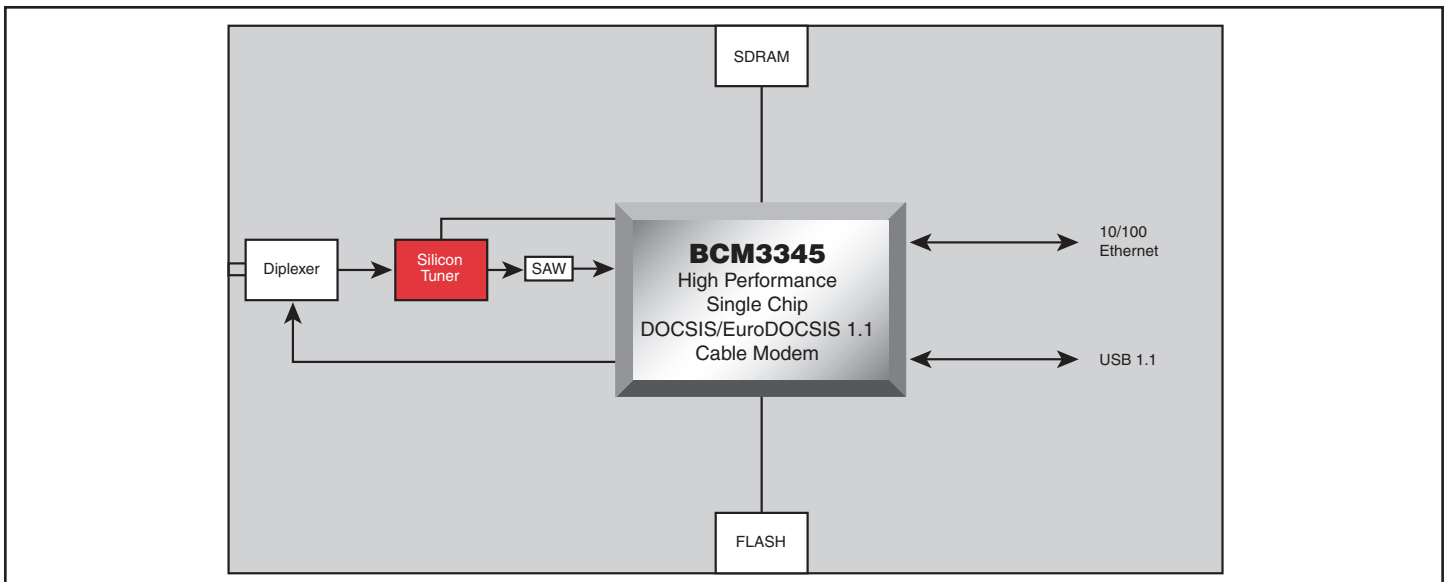 SDRAM
Diplexer
Silicon
Tuner
SAW
BCM3345
High Performance
Single Chip
DOCSIS/EuroDOCSIS 1.1
Cable Modem
10/100
Ethernet
USB 1.1
FLASH